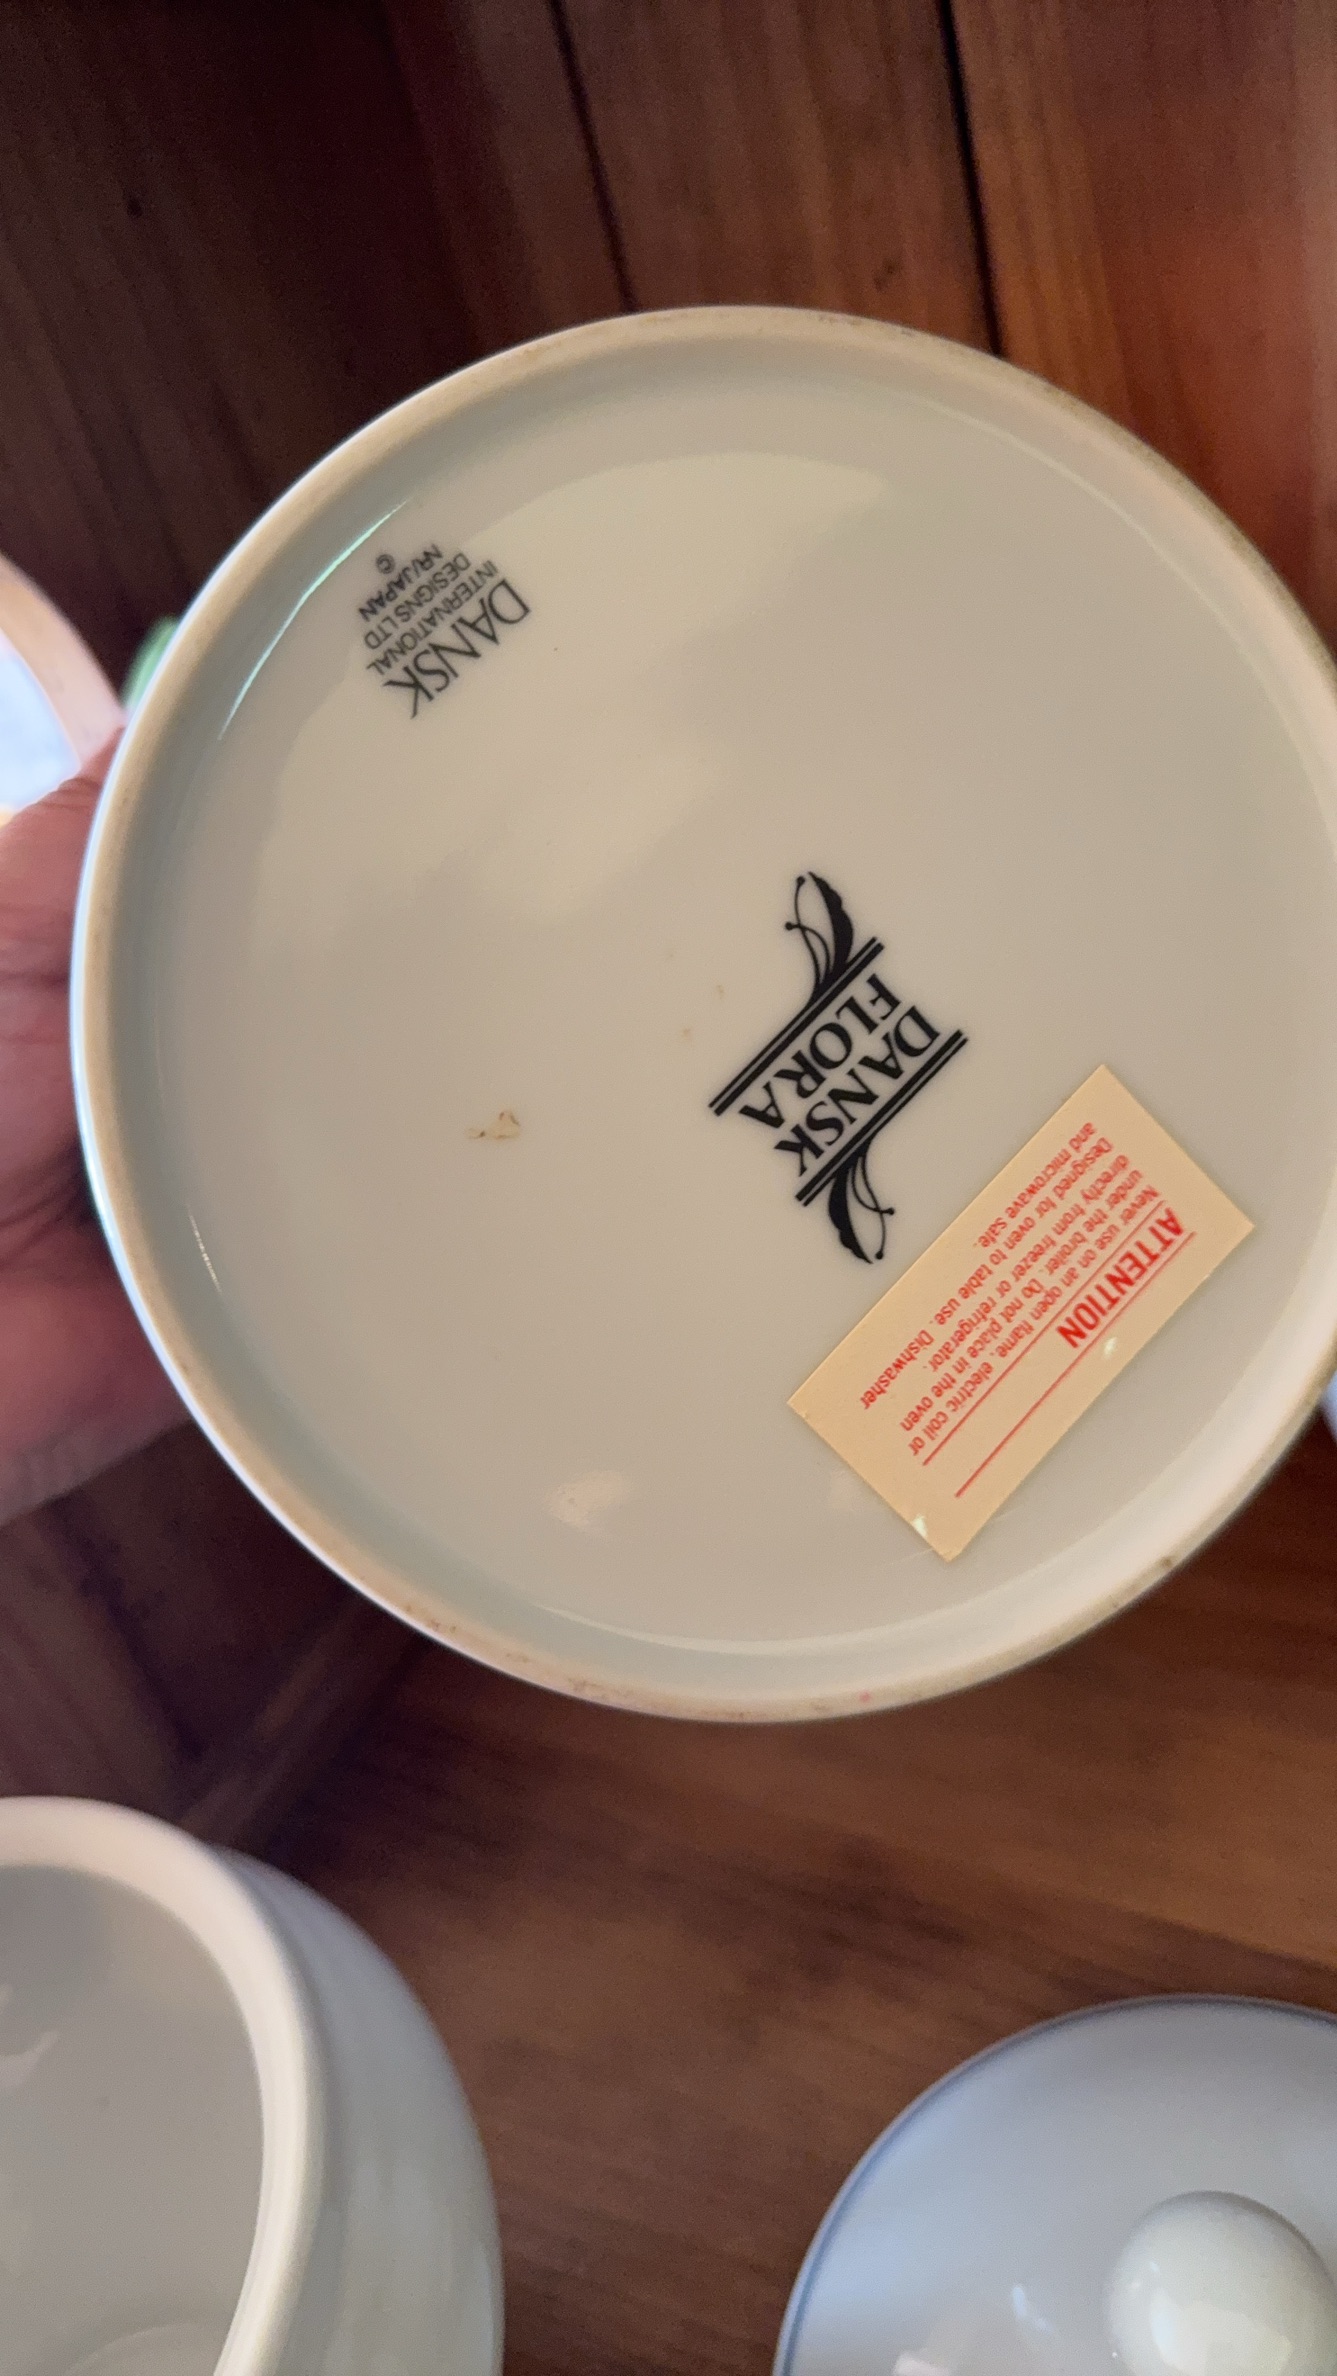 DANSK
INTERNATIONAL
DESIGNS LTD
NR/JAPAN
©
DANSK
FLORA
ATTENTION
Never use on an open flame, electric coil or
under the broiler. Do not place in the oven
directly from freezer or refrigerator.
Designed for oven to table use. Dishwasher
and microwave safe.